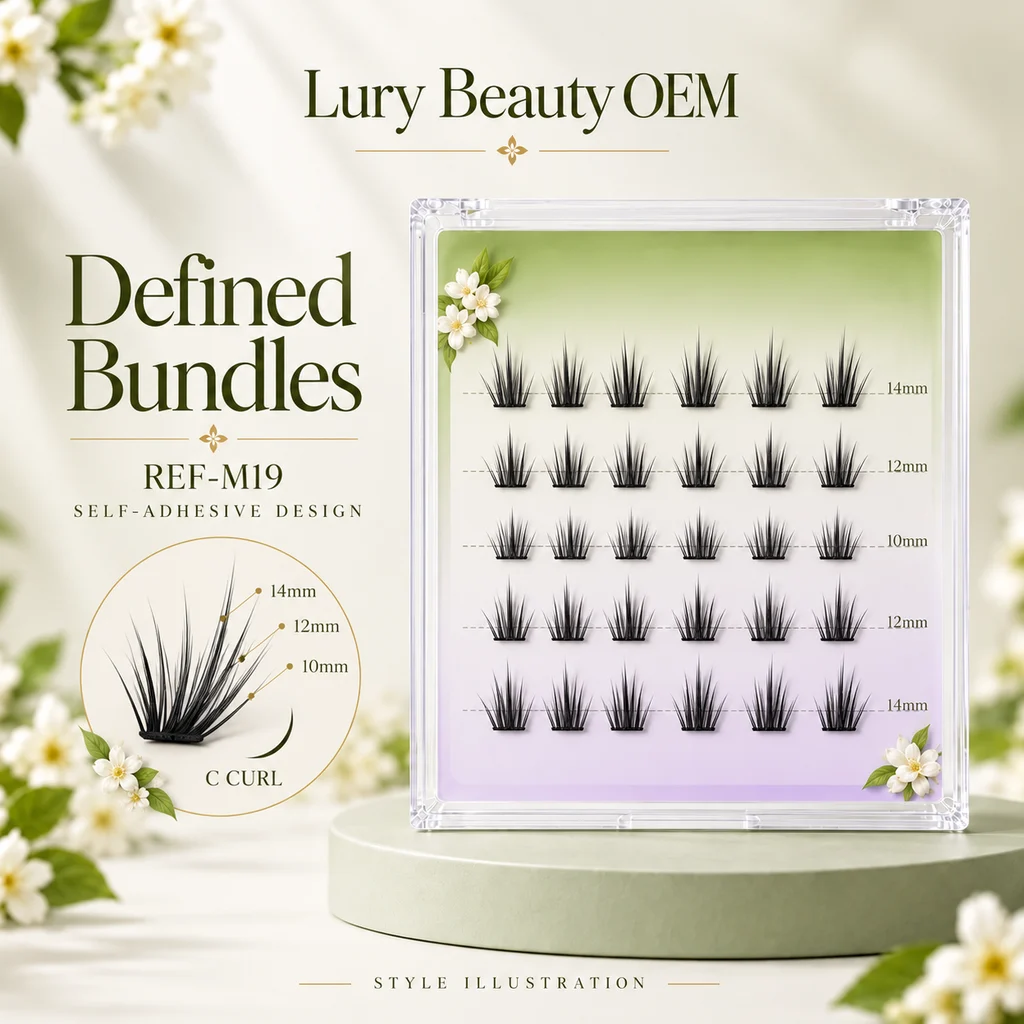 Lury Beauty OEM
Defined
Bundles
REF-M19
SELF-ADHESIVE DESIGN
14mm
12mm
10mm
C CURL
14mm
12mm
10mm
12mm
14mm
STYLE ILLUSTRATION